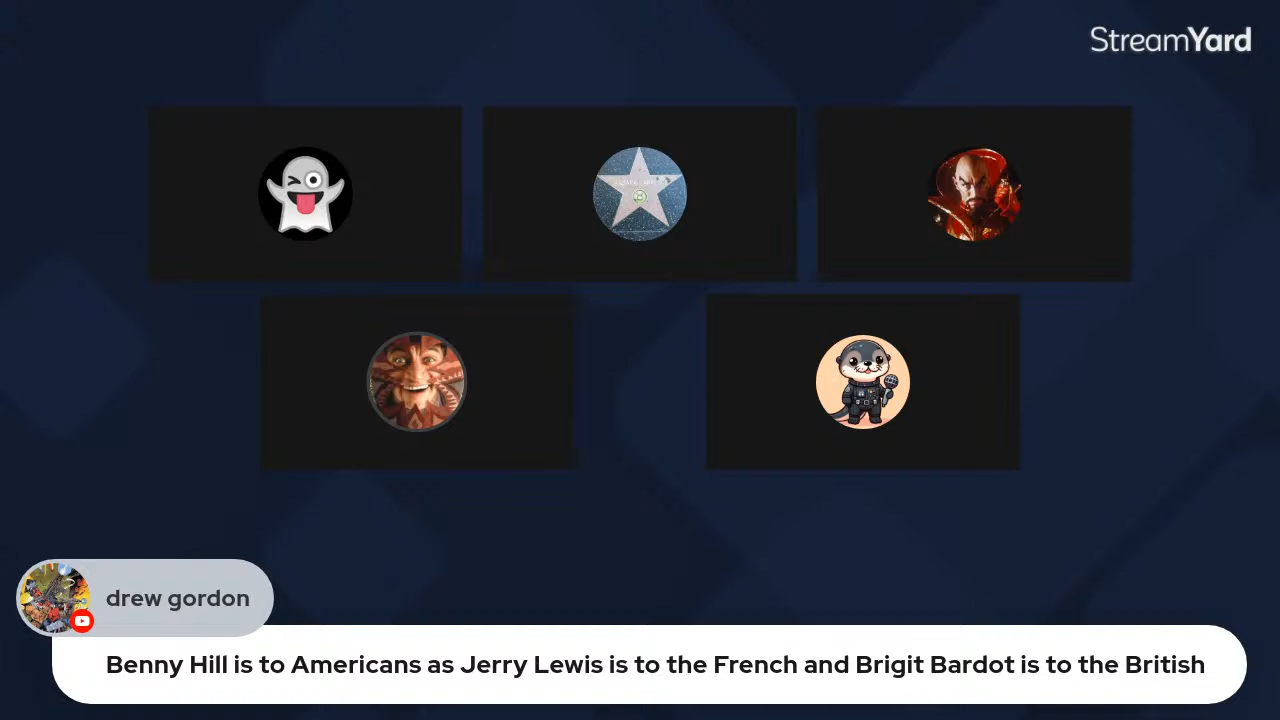 StreamYard
drew gordon
Benny Hill is to Americans as Jerry Lewis is to the French and Brigit Bardot is to the British